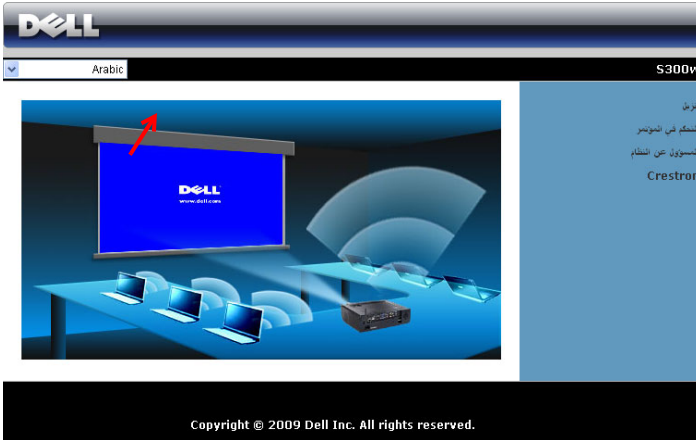 DELL
Arabic
S300w
تنزيل
التحكم في المؤتمر
المسؤول عن النظام
Crestron
DELL
www.dell.com
Copyright © 2009 Dell Inc. All rights reserved.